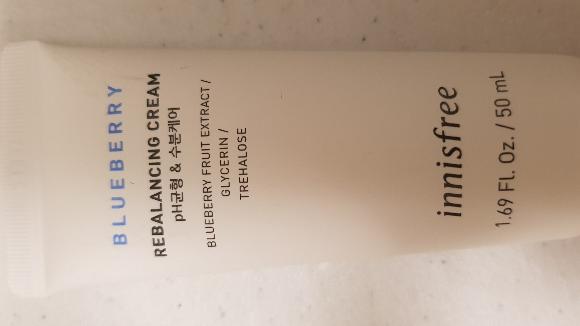 BLUEBERRY
REBALANCING CREAM
pH균형 & 수분케어
BLUEBERRY FRUIT EXTRACT /
GLYCERIN /
TREHALOSE
innisfree
1.69 Fl. Oz. / 50 mL